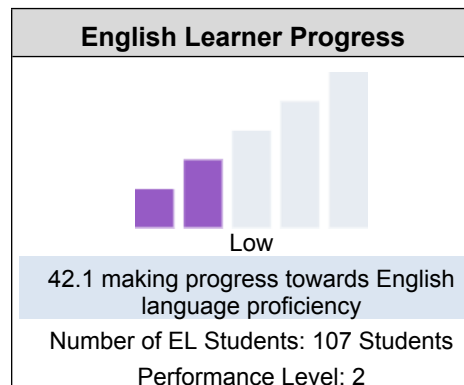 English Learner Progress
Low
42.1 making progress towards English
language proficiency
Number of EL Students: 107 Students
Performance Level: 2